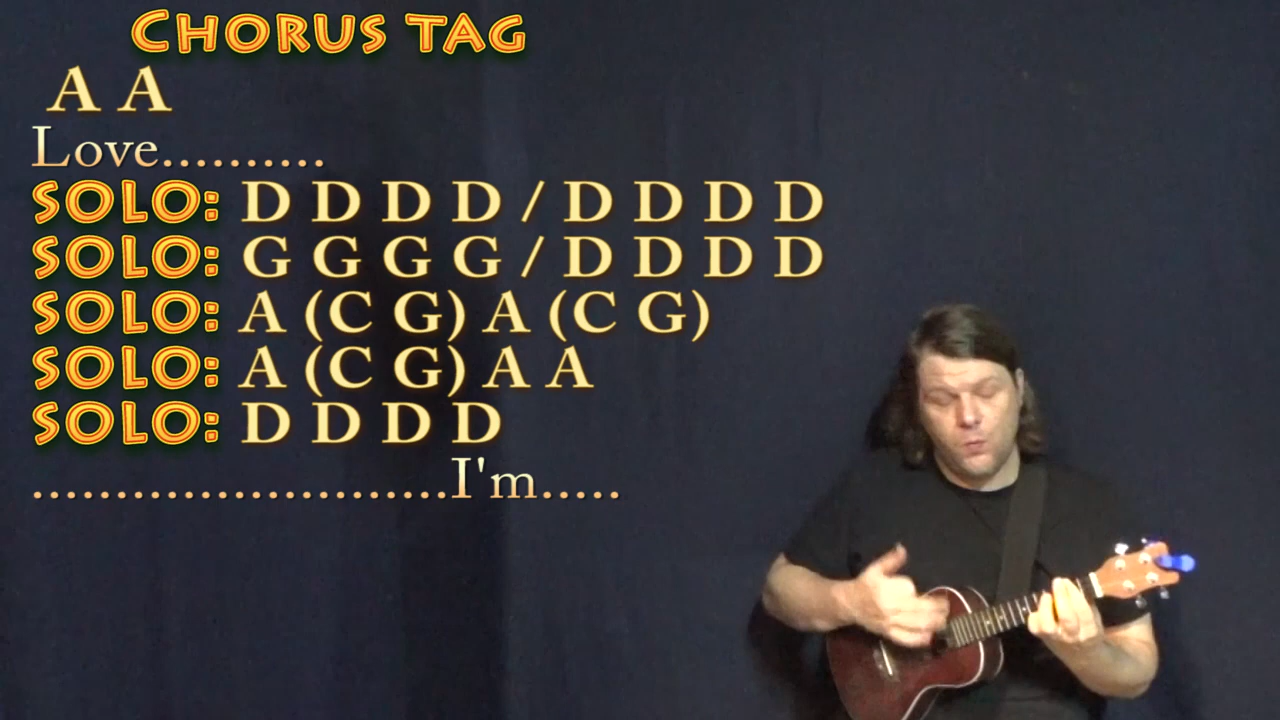 CHORUS TAG
A A
Love..........
SOLO: D D D D / D D D D
SOLO: G G G G / D D D D
SOLO: A (C G) A (C G)
SOLO: A (C G) A A
SOLO: D D D D
.........................I'm.....